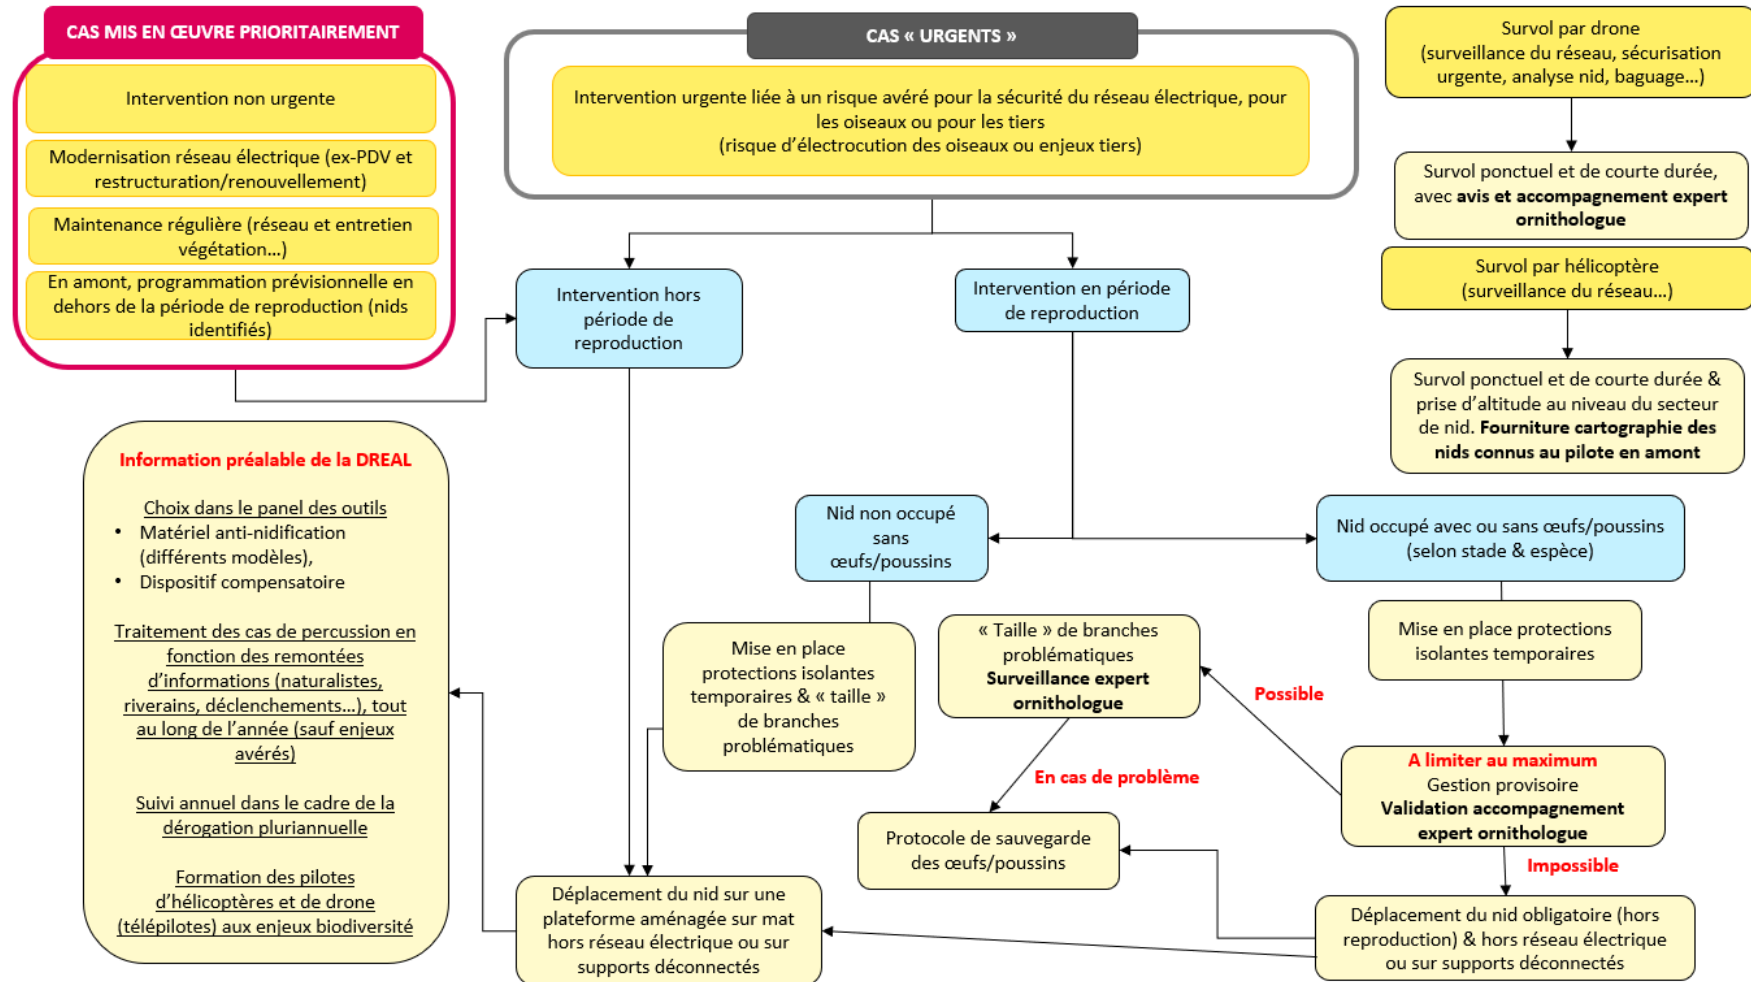 CAS MIS EN ŒUVRE PRIORITAIREMENT
Intervention non urgente
Modernisation réseau électrique (ex-PDV et
restructuration/renouvellement)
Maintenance régulière (réseau et entretien
végétation...)
En amont, programmation prévisionnelle en
dehors de la période de reproduction (nids
identifiés)
CAS « URGENTS »
Intervention urgente liée à un risque avéré pour la sécurité du réseau électrique, pour
les oiseaux ou pour les tiers
(risque d'électrocution des oiseaux ou enjeux tiers)
Survol par drone
(surveillance du réseau, sécurisation
urgente, analyse nid, baguage...)
Survol ponctuel et de courte durée,
avec avis et accompagnement expert
ornithologue
Survol par hélicoptère
(surveillance du réseau...)
Survol ponctuel et de courte durée &
prise d'altitude au niveau du secteur
de nid. Fourniture cartographie des
nids connus au pilote en amont
Intervention hors
période de
reproduction
Intervention en période
de reproduction
Information préalable de la DREAL
Choix dans le panel des outils
• Matériel anti-nidification
(différents modèles),
• Dispositif compensatoire
Traitement des cas de percussion en
fonction des remontées
d'informations (naturalistes,
riverains, déclenchements...), tout
au long de l'année (sauf enjeux
avérés)
Suivi annuel dans le cadre de la
dérogation pluriannuelle
Formation des pilotes
d'hélicoptères et de drone
(télépilotes) aux enjeux biodiversité
Nid non occupé
sans
œufs/poussins
Nid occupé avec ou sans œufs/poussins
(selon stade & espèce)
Mise en place
protections isolantes
temporaires & « taille »
de branches
problématiques
« Taille » de branches
problématiques
Surveillance expert
ornithologue
Mise en place protections
isolantes temporaires
Possible
En cas de problème
A limiter au maximum
Gestion provisoire
Validation accompagnement
expert ornithologue
Protocole de sauvegarde
des œufs/poussins
Impossible
Déplacement du nid sur une
plateforme aménagée sur mat
hors réseau électrique ou sur
supports déconnectés
Déplacement du nid obligatoire (hors
reproduction) & hors réseau électrique
ou sur supports déconnectés